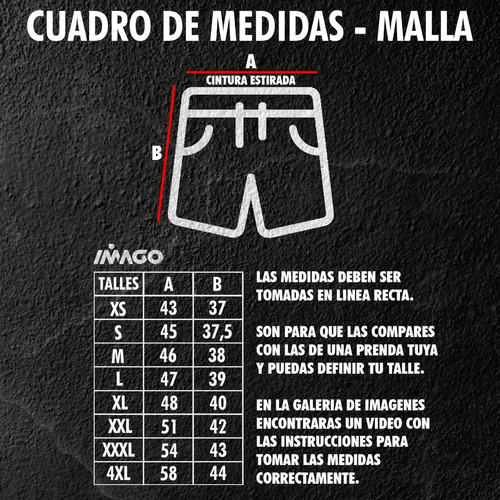 CUADRO DE MEDIDAS - MALLA
A
CINTURA ESTIRADA
B
IMAGO
TALLES A B
XS 43 37
S 45 37,5
M 46 38
L 47 39
XL 48 40
XXL 51 42
XXXL 54 43
4XL 58 44
LAS MEDIDAS DEBEN SER
TOMADAS EN LINEA RECTA.
SON PARA QUE LAS COMPARES
CON LAS DE UNA PRENDA TUYA
Y PUEDAS DEFINIR TU TALLE.
EN LA GALERIA DE IMAGENES
ENCONTRARAS UN VIDEO CON
LAS INSTRUCCIONES PARA
TOMAR LAS MEDIDAS
CORRECTAMENTE.